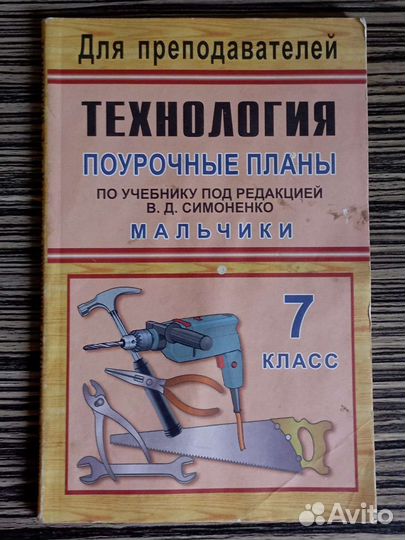 Для преподавателей
ТЕХНОЛОГИЯ
ПОУРОЧНЫЕ ПЛАНЫ
ПО УЧЕБНИКУ ПОД РЕДАКЦИЕЙ
В. Д. СИМОНЕНКО
МАЛЬЧИКИ
7
КЛАСС
Avito